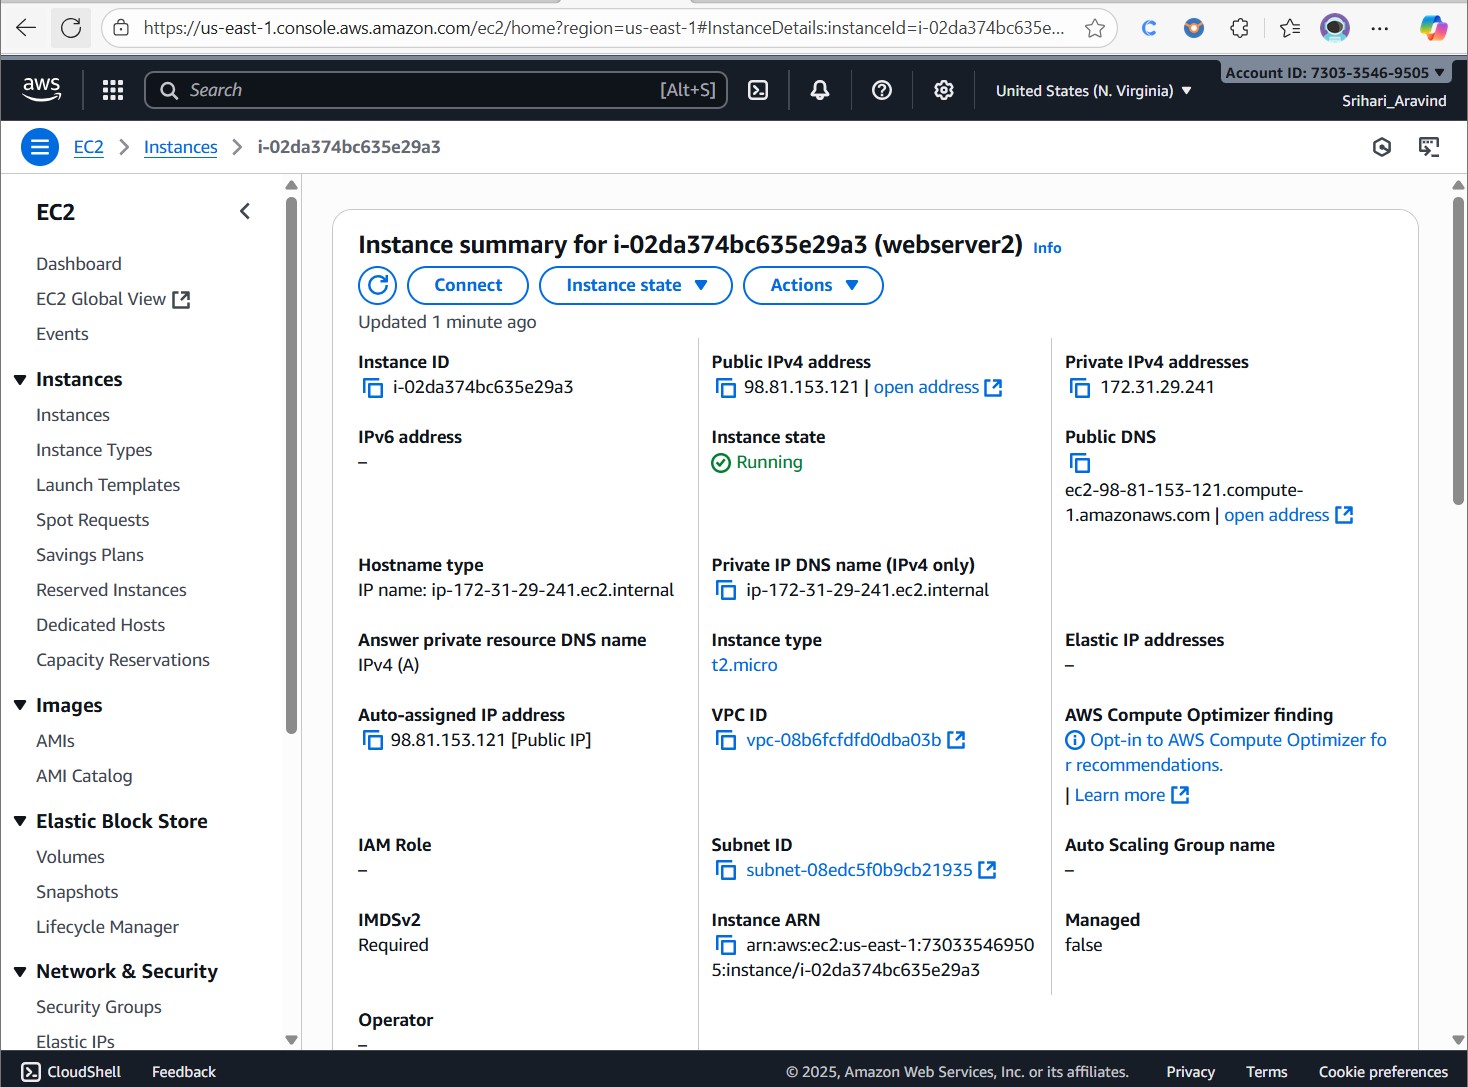 https://us-east-1.console.aws.amazon.com/ec2/home?region=us-east-1#InstanceDetails:instanceId=i-02da374bc635e...
aws
Search
[Alt+S]
United States (N. Virginia)
Account ID: 7303-3546-9505
Srihari_Aravind
EC2
Instances
i-02da374bc635e29a3
EC2
Dashboard
EC2 Global View
Events
Instances
Instances
Instance Types
Launch Templates
Spot Requests
Savings Plans
Reserved Instances
Dedicated Hosts
Capacity Reservations
Images
AMIs
AMI Catalog
Elastic Block Store
Volumes
Snapshots
Lifecycle Manager
Network & Security
Security Groups
Elastic IPs
Instance summary for i-02da374bc635e29a3 (webserver2) Info
Connect
Instance state
Actions
Updated 1 minute ago
Instance ID
i-02da374bc635e29a3
Public IPv4 address
98.81.153.121 | open address
Private IPv4 addresses
172.31.29.241
IPv6 address
–
Instance state
Running
Public DNS
ec2-98-81-153-121.compute-
1.amazonaws.com | open address
Hostname type
IP name: ip-172-31-29-241.ec2.internal
Private IP DNS name (IPv4 only)
ip-172-31-29-241.ec2.internal
Answer private resource DNS name
IPv4 (A)
Instance type
t2.micro
Elastic IP addresses
–
Auto-assigned IP address
98.81.153.121 [Public IP]
VPC ID
vpc-08b6fcfdfd0dba03b
AWS Compute Optimizer finding
Opt-in to AWS Compute Optimizer fo
r recommendations.
| Learn more
IAM Role
–
Subnet ID
subnet-08edc5f0b9cb21935
Auto Scaling Group name
–
IMDSv2
Required
Instance ARN
arn:aws:ec2:us-east-1:73033546950
5:instance/i-02da374bc635e29a3
Managed
false
Operator
–
CloudShell
Feedback
© 2025, Amazon Web Services, Inc. or its affiliates.
Privacy
Terms
Cookie preferences